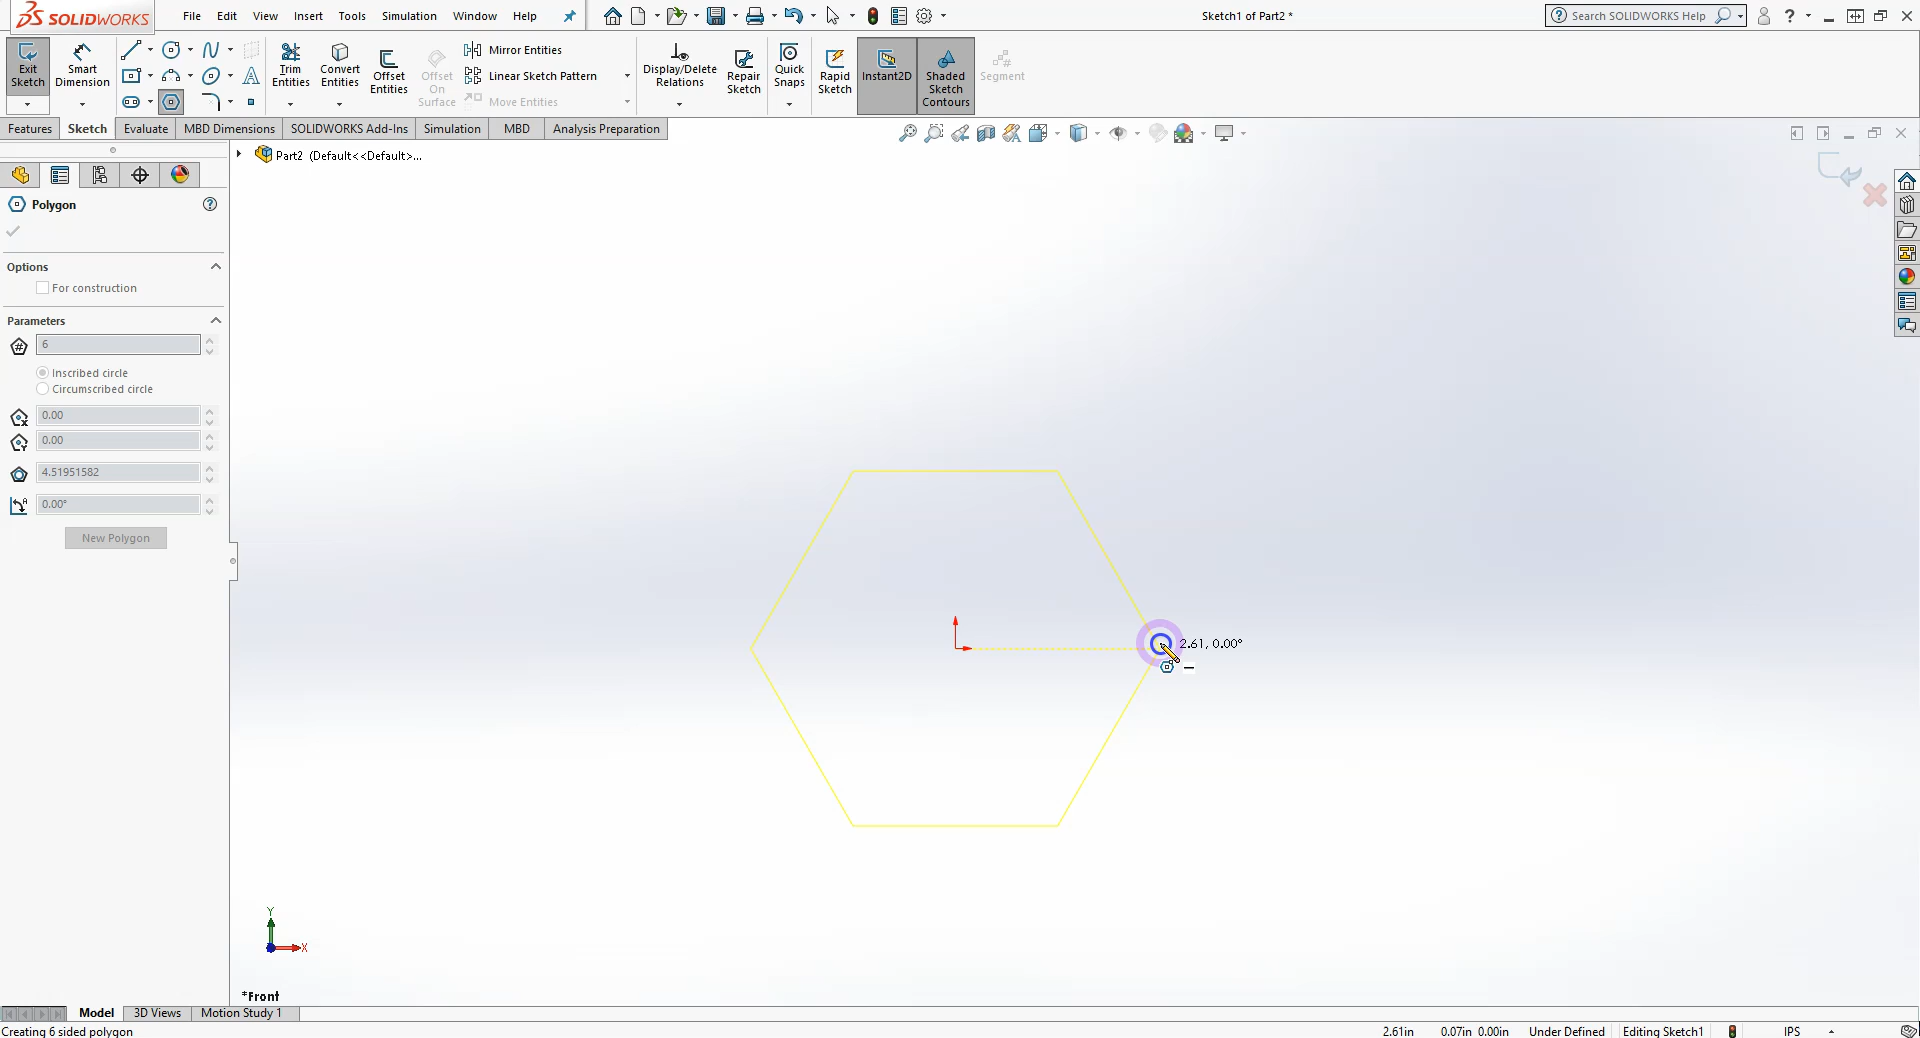 SOLIDWORKS
File Edit View Insert Tools Simulation Window Help
Sketch1 of Part2 *
Search SOLIDWORKS Help
?
Exit Sketch
Smart Dimension
Trim Entities
Convert Entities
Offset Entities
Offset On Surface
Mirror Entities
Linear Sketch Pattern
Move Entities
Display/Delete Relations
Repair Sketch
Quick Snaps
Rapid Sketch
Instant2D
Shaded Sketch Contours
Segment
Features Sketch Evaluate MBD Dimensions SOLIDWORKS Add-Ins Simulation MBD Analysis Preparation
Part2 (Default<<Default>...
Polygon
?
Options
For construction
Parameters
6
Inscribed circle
Circumscribed circle
0.00
0.00
4.51951582
0.00°
New Polygon
2.61, 0.00°
Y
X
*Front
Model 3D Views Motion Study 1
Creating 6 sided polygon
2.61in 0.07in 0.00in Under Defined Editing Sketch1 IPS